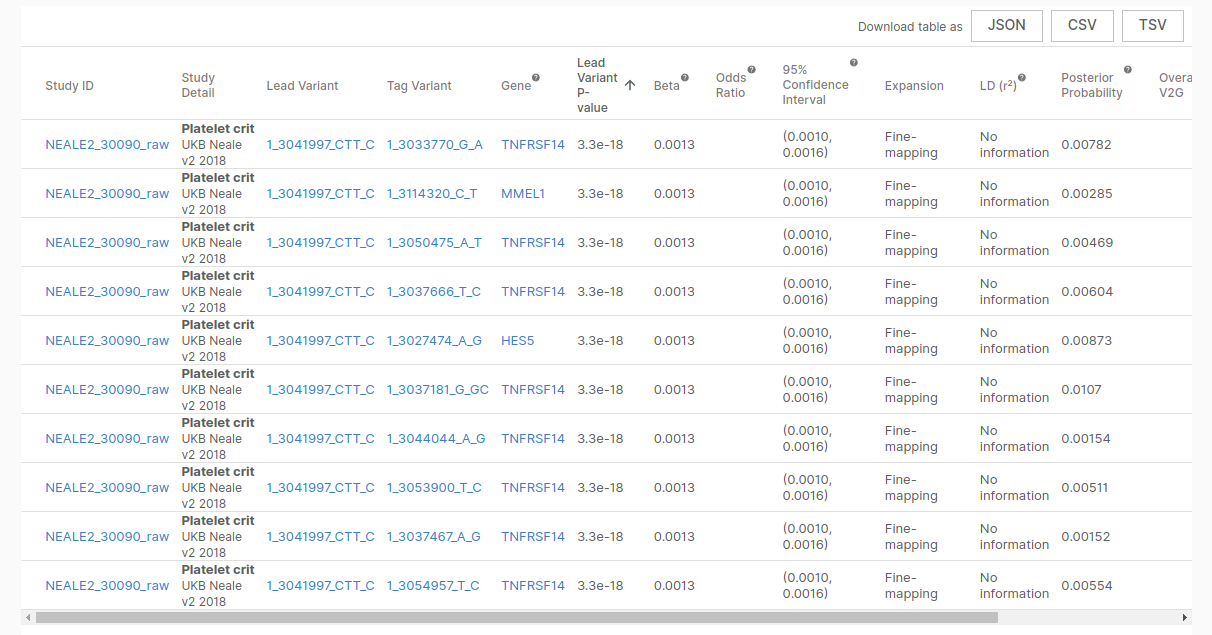 Download table as JSON CSV TSV
Study ID Study Detail Lead Variant Tag Variant Gene Lead Variant P-value Beta Odds Ratio 95% Confidence Interval Expansion LD (r²) Posterior Probability Overa V2G
NEALE2_30090_raw Platelet crit UKB Neale v2 2018 1_3041997_CTT_C 1_3033770_G_A TNFRSF14 3.3e-18 0.0013 (0.0010, 0.0016) Fine-mapping No information 0.00782
NEALE2_30090_raw Platelet crit UKB Neale v2 2018 1_3041997_CTT_C 1_3114320_C_T MMEL1 3.3e-18 0.0013 (0.0010, 0.0016) Fine-mapping No information 0.00285
NEALE2_30090_raw Platelet crit UKB Neale v2 2018 1_3041997_CTT_C 1_3050475_A_T TNFRSF14 3.3e-18 0.0013 (0.0010, 0.0016) Fine-mapping No information 0.00469
NEALE2_30090_raw Platelet crit UKB Neale v2 2018 1_3041997_CTT_C 1_3037666_T_C TNFRSF14 3.3e-18 0.0013 (0.0010, 0.0016) Fine-mapping No information 0.00604
NEALE2_30090_raw Platelet crit UKB Neale v2 2018 1_3041997_CTT_C 1_3027474_A_G HES5 3.3e-18 0.0013 (0.0010, 0.0016) Fine-mapping No information 0.00873
NEALE2_30090_raw Platelet crit UKB Neale v2 2018 1_3041997_CTT_C 1_3037181_G_GC TNFRSF14 3.3e-18 0.0013 (0.0010, 0.0016) Fine-mapping No information 0.0107
NEALE2_30090_raw Platelet crit UKB Neale v2 2018 1_3041997_CTT_C 1_3044044_A_G TNFRSF14 3.3e-18 0.0013 (0.0010, 0.0016) Fine-mapping No information 0.00154
NEALE2_30090_raw Platelet crit UKB Neale v2 2018 1_3041997_CTT_C 1_3053900_T_C TNFRSF14 3.3e-18 0.0013 (0.0010, 0.0016) Fine-mapping No information 0.00511
NEALE2_30090_raw Platelet crit UKB Neale v2 2018 1_3041997_CTT_C 1_3037467_A_G TNFRSF14 3.3e-18 0.0013 (0.0010, 0.0016) Fine-mapping No information 0.00152
NEALE2_30090_raw Platelet crit UKB Neale v2 2018 1_3041997_CTT_C 1_3054957_T_C TNFRSF14 3.3e-18 0.0013 (0.0010, 0.0016) Fine-mapping No information 0.00554